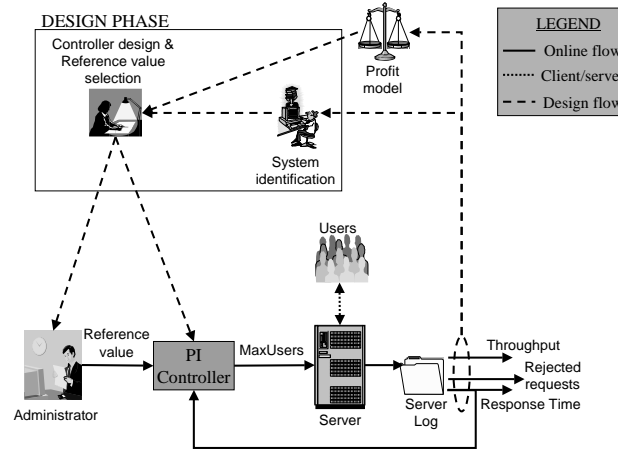 DESIGN PHASE
Controller design &
Reference value
selection
Profit
model
System
identification
LEGEND
Online flow
Client/server
Design flow
Users
Reference
value
PI
Controller
MaxUsers
Administrator
Server
Server
Log
Throughput
Rejected
requests
Response Time